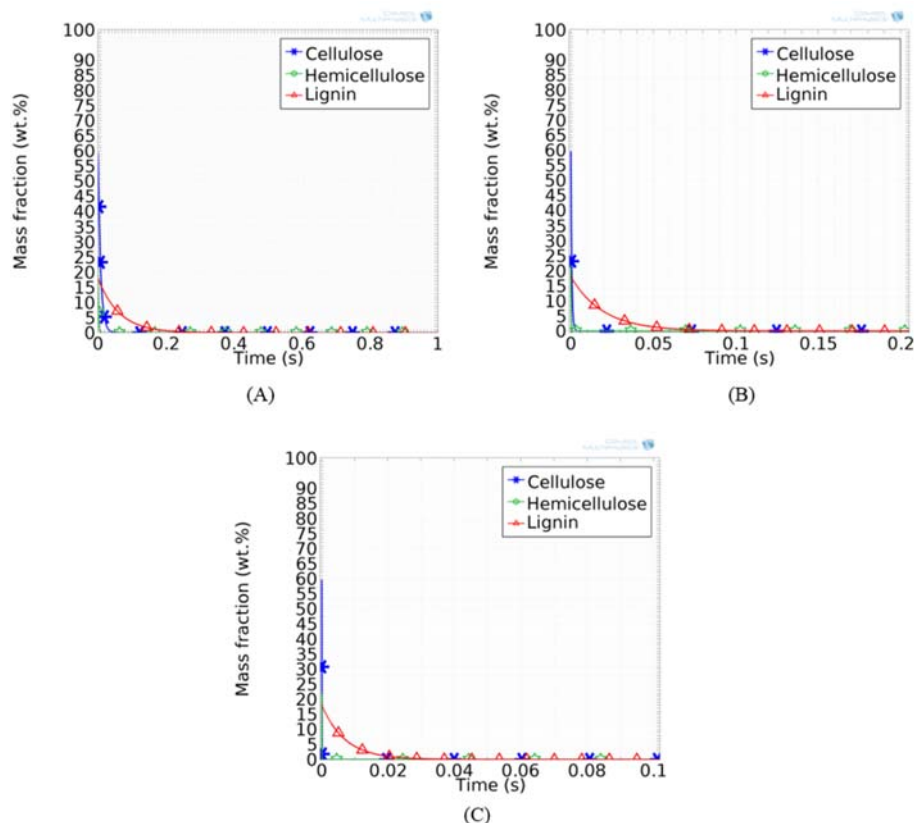 100
90
85
80
75
70
65
60
55
50
45
40
35
30
25
20
15
10
5
0
Mass fraction (wt.%)
Cellulose
Hemicellulose
Lignin
0 0.2 0.4 0.6 0.8 1
Time (s)
(A)
100
90
85
80
75
70
65
60
55
50
45
40
35
30
25
20
15
10
5
0
Mass fraction (wt.%)
Cellulose
Hemicellulose
Lignin
0 0.05 0.1 0.15 0.2
Time (s)
(B)
100
90
85
80
75
70
65
60
55
50
45
40
35
30
25
20
15
10
5
0
Mass fraction (wt.%)
Cellulose
Hemicellulose
Lignin
0 0.02 0.04 0.06 0.08 0.1
Time (s)
(C)